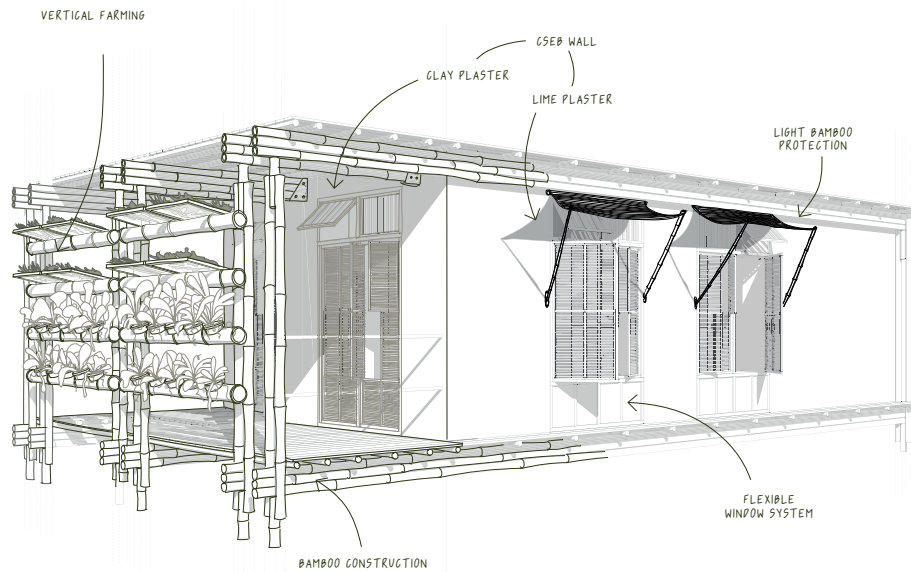 VERTICAL FARMING
CSEB WALL
CLAY PLASTER
LIME PLASTER
LIGHT BAMBOO
PROTECTION
FLEXIBLE
WINDOW SYSTEM
BAMBOO CONSTRUCTION